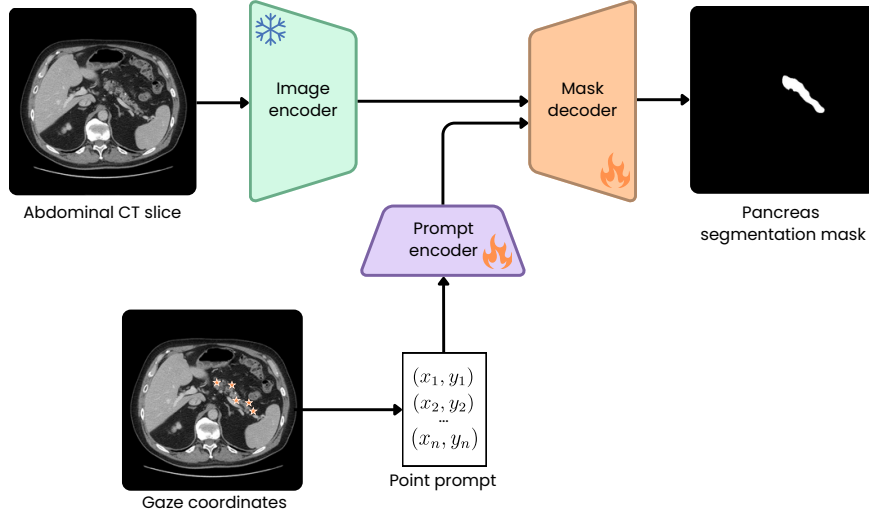 Image
encoder
Mask
decoder
Abdominal CT slice
Pancreas
segmentation mask
Prompt
encoder
(x₁, y₁)
(x₂, y₂)
...
(xₙ, yₙ)
Point prompt
Gaze coordinates